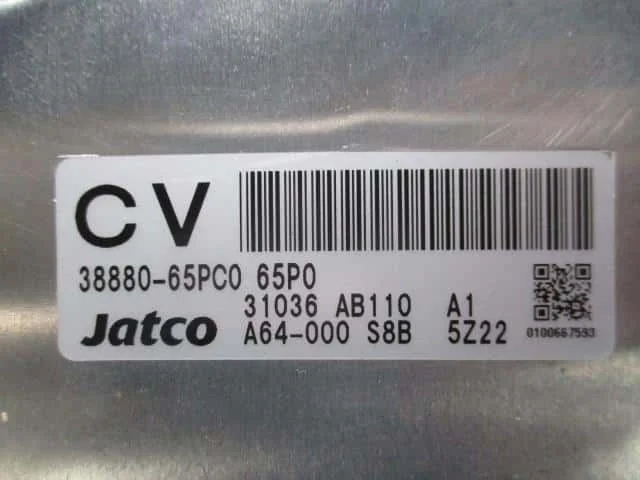 CV
38880-65PC0 65P0
31036 AB110 A1
Jatco A64-000 S8B 5Z22
0100667593